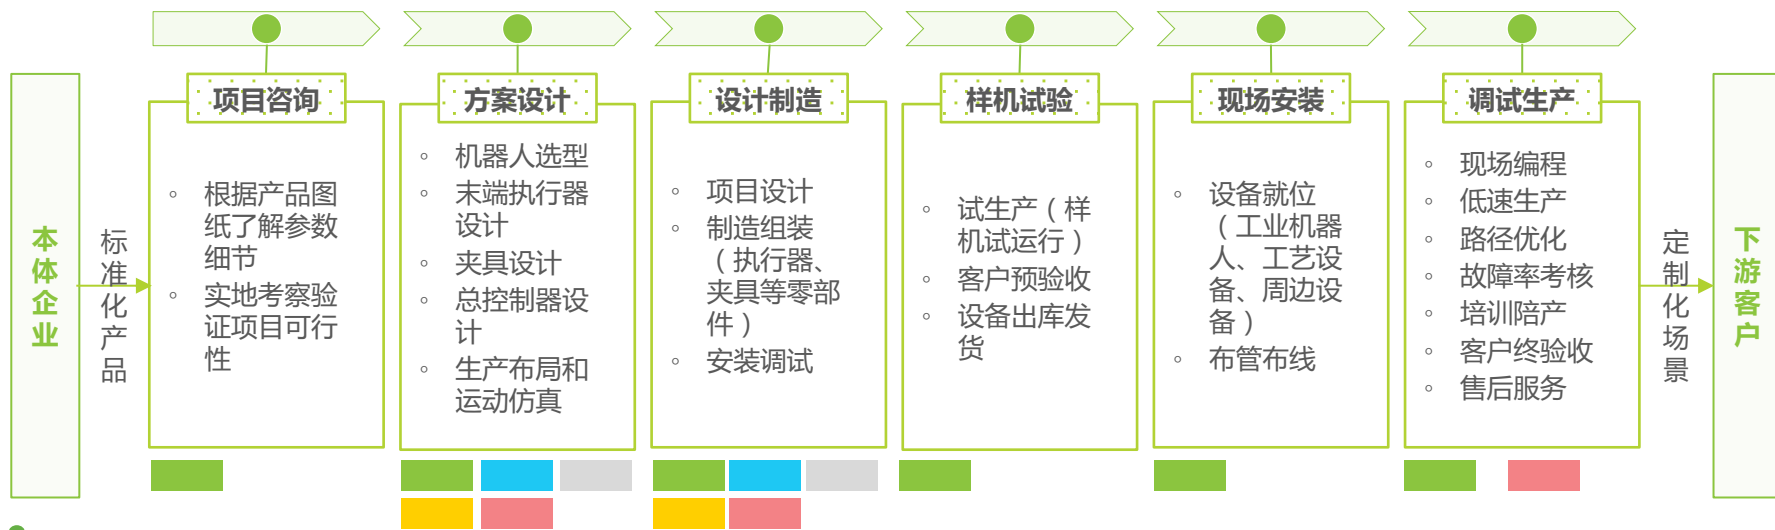 本体企业
标准化产品
项目咨询
◦ 根据产品图
纸了解参数
细节
◦ 实地考察验
证项目可行
性
方案设计
◦ 机器人选型
◦ 末端执行器
设计
◦ 夹具设计
◦ 总控制器设
计
◦ 生产布局和
运动仿真
设计制造
◦ 项目设计
◦ 制造组装
（执行器、
夹具等零部
件）
◦ 安装调试
样机试验
◦ 试生产（样
机试运行）
◦ 客户预验收
◦ 设备出库发
货
现场安装
◦ 设备就位
（工业机器
人、工艺设
备、周边设
备）
◦ 布管布线
调试生产
◦ 现场编程
◦ 低速生产
◦ 路径优化
◦ 故障率考核
◦ 培训陪产
◦ 客户终验收
◦ 售后服务
定制化场景
下游客户